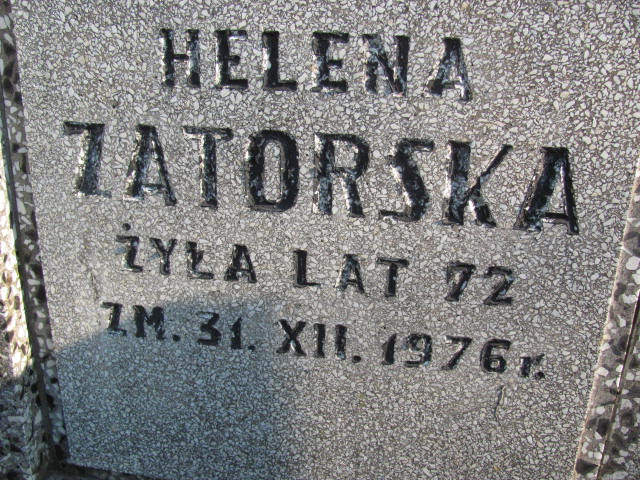 HELENA
ZATORSKA
ŻYŁA LAT 72
ZM. 31. XII. 1976 r.